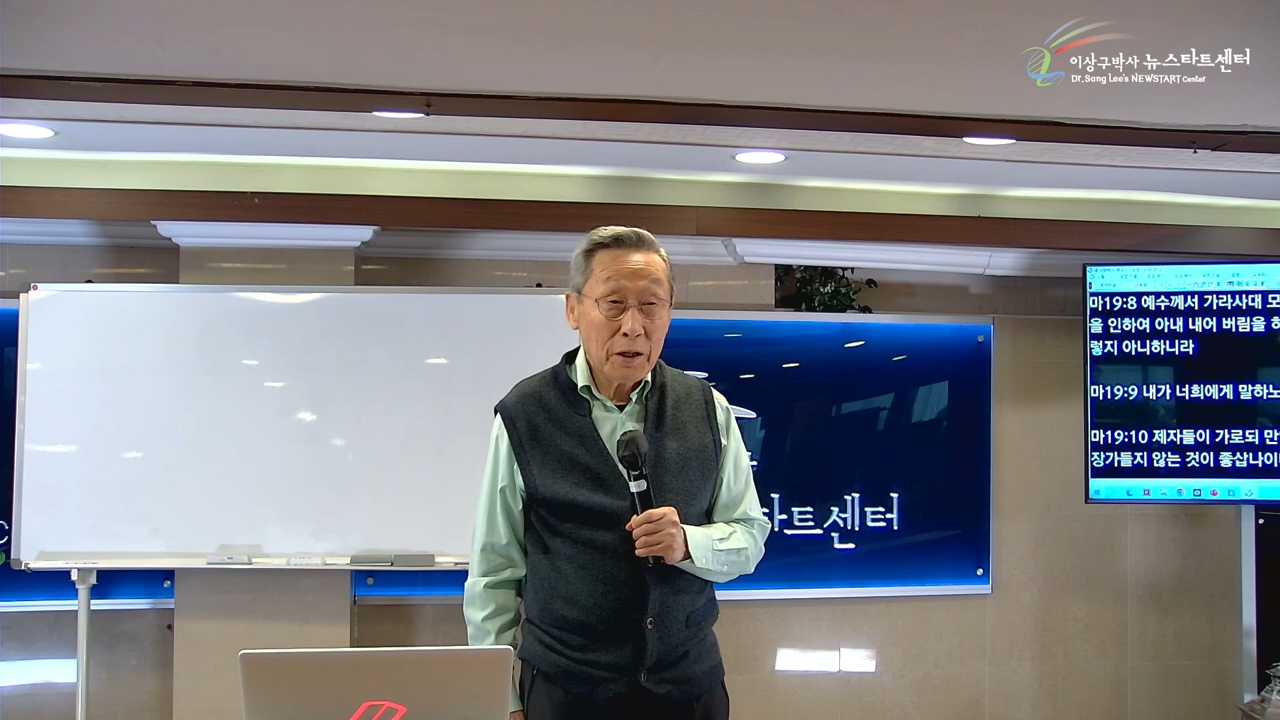 이상구박사 뉴스타트센터
Dr. Sang Lee's NEWSTART Center
마19:8 예수께서 가라사대 모
을 인하여 아내 내어 버림을 하
렇지 아니하니라
마19:9 내가 너희에게 말하노
마19:10 제자들이 가로되 만
장가들지 않는 것이 좋삽나이
타트센터
C